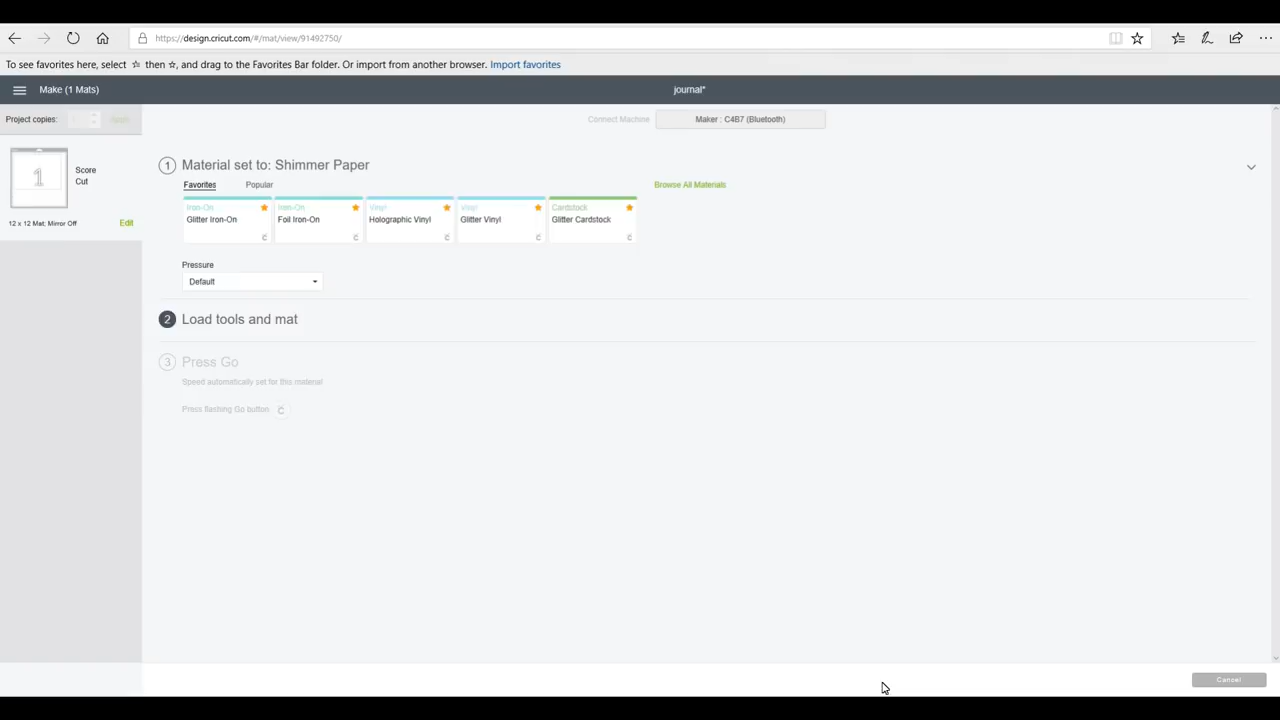 https://design.cricut.com/#/mat/view/91492750/
To see favorites here, select ☆ then ☆, and drag to the Favorites Bar folder. Or import from another browser. Import favorites
Make (1 Mats)
journal*
Project copies:
Apply
Connect Machine
Maker : C4B7 (Bluetooth)
1
Score
Cut
12 x 12 Mat; Mirror Off
Edit
1 Material set to: Shimmer Paper
Favorites
Popular
Browse All Materials
Iron-On
Glitter Iron-On
Iron-On
Foil Iron-On
Vinyl
Holographic Vinyl
Vinyl
Glitter Vinyl
Cardstock
Glitter Cardstock
Pressure
Default
2 Load tools and mat
3 Press Go
Speed automatically set for this material
Press flashing Go button
Cancel